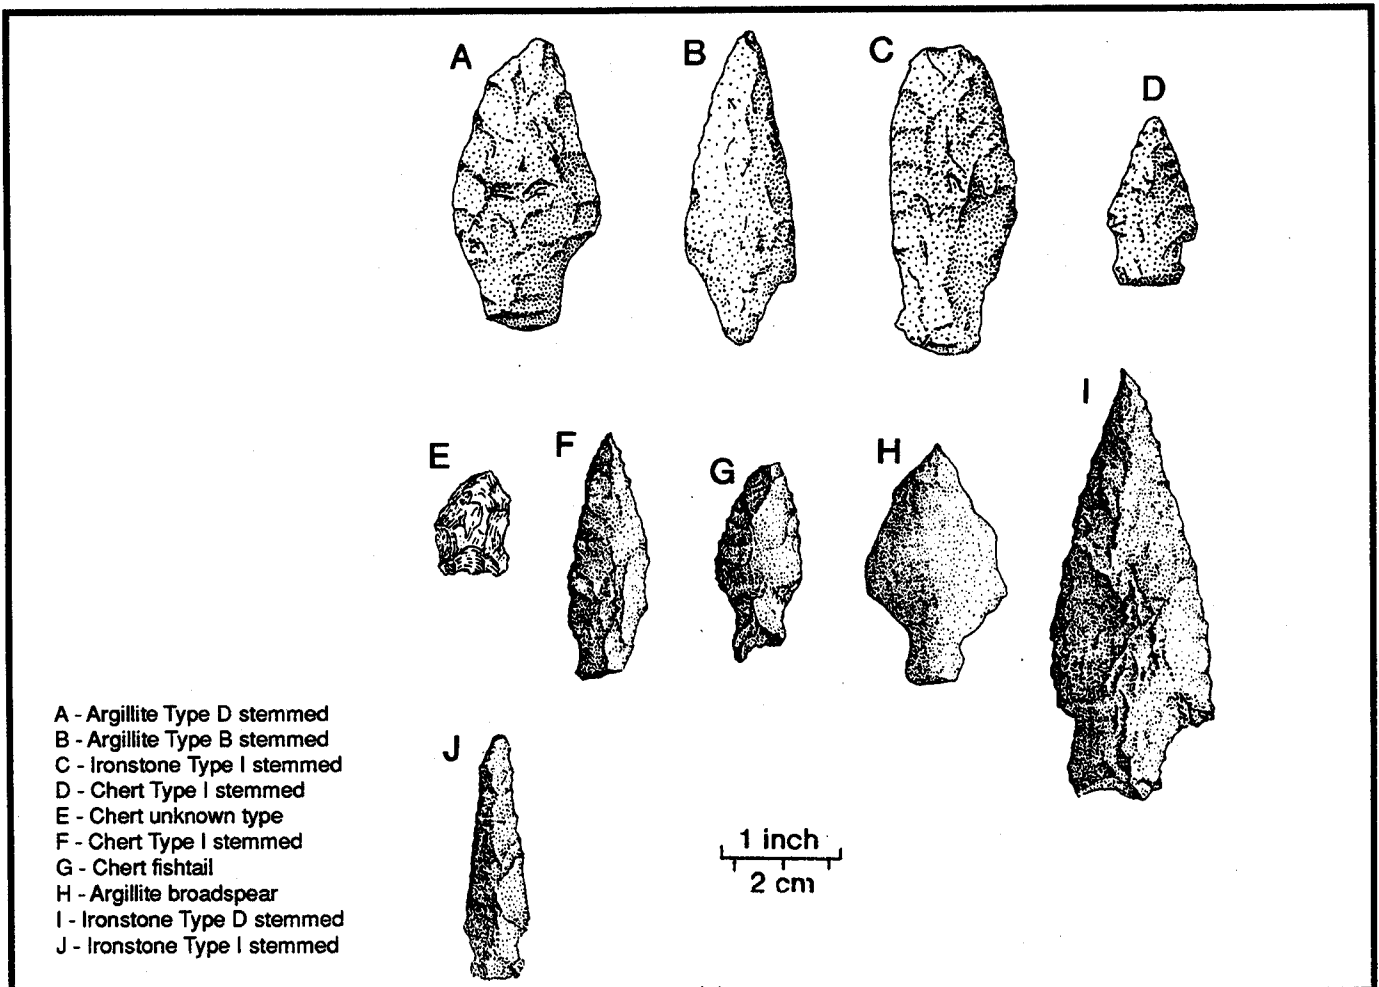 A
B
C
D
E
F
G
H
I
A - Argillite Type D stemmed
B - Argillite Type B stemmed
C - Ironstone Type I stemmed
D - Chert Type I stemmed
E - Chert unknown type
F - Chert Type I stemmed
G - Chert fishtail
H - Argillite broadspear
I - Ironstone Type D stemmed
J - Ironstone Type I stemmed
J
1 inch
2 cm